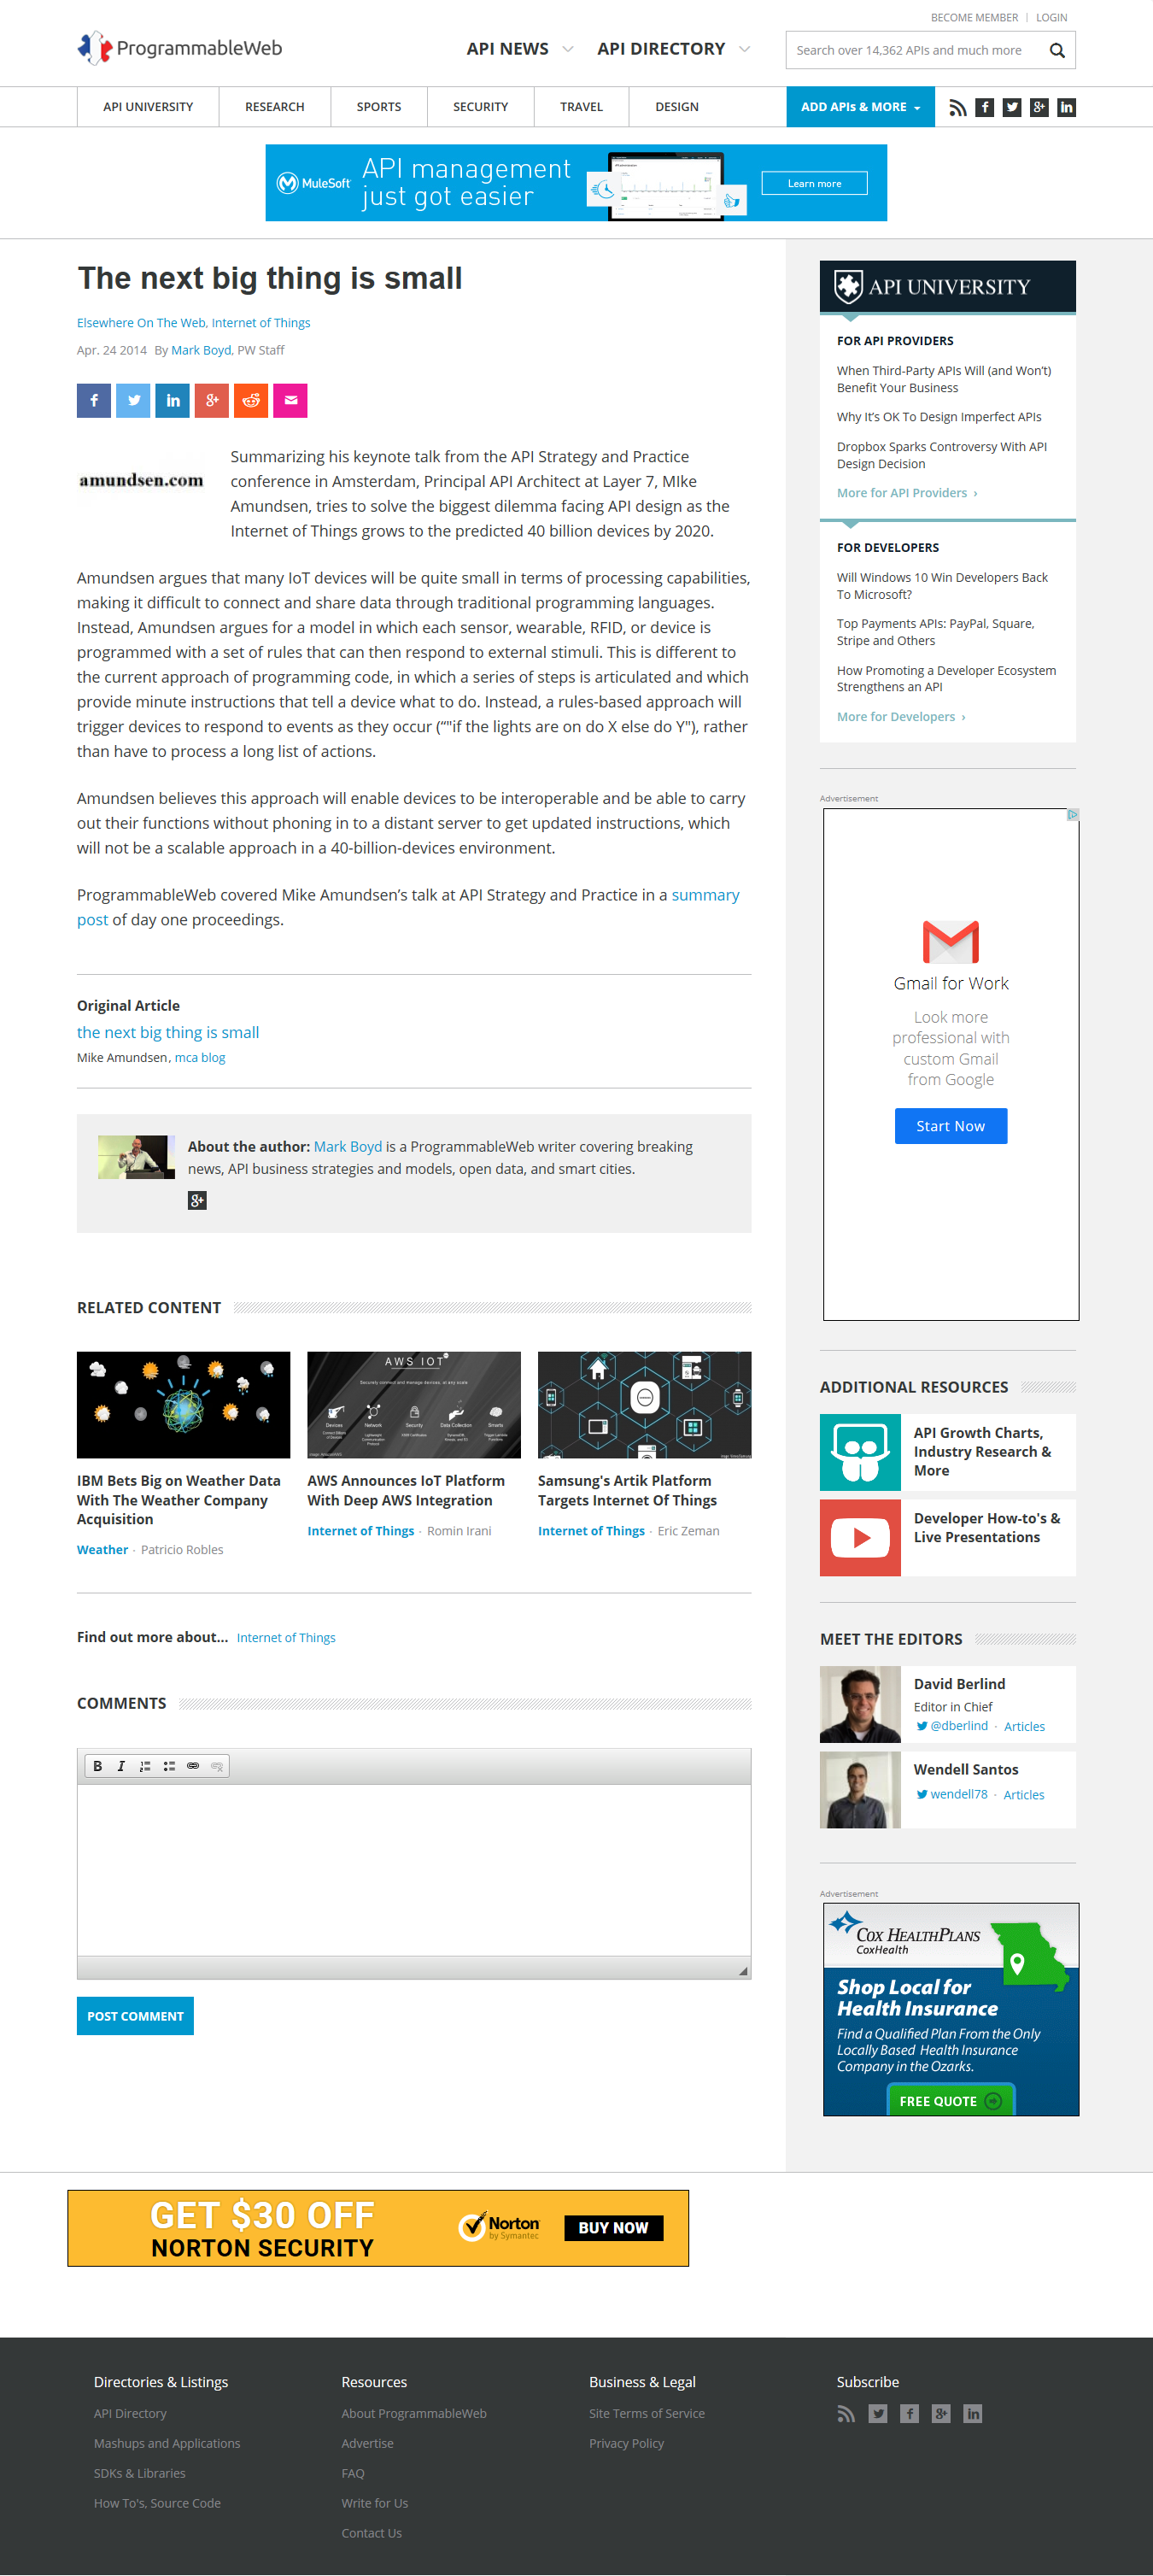 BECOME MEMBER | LOGIN
ProgrammableWeb
API NEWS
API DIRECTORY
Search over 14,362 APIs and much more
API UNIVERSITY
RESEARCH
SPORTS
SECURITY
TRAVEL
DESIGN
ADD APIs & MORE
MuleSoft
API management
just got easier
Learn more
The next big thing is small
Elsewhere On The Web, Internet of Things
Apr. 24 2014 By Mark Boyd, PW Staff
amundsen.com
Summarizing his keynote talk from the API Strategy and Practice
conference in Amsterdam, Principal API Architect at Layer 7, MIke
Amundsen, tries to solve the biggest dilemma facing API design as the
Internet of Things grows to the predicted 40 billion devices by 2020.
Amundsen argues that many IoT devices will be quite small in terms of processing capabilities,
making it difficult to connect and share data through traditional programming languages.
Instead, Amundsen argues for a model in which each sensor, wearable, RFID, or device is
programmed with a set of rules that can then respond to external stimuli. This is different to
the current approach of programming code, in which a series of steps is articulated and which
provide minute instructions that tell a device what to do. Instead, a rules-based approach will
trigger devices to respond to events as they occur (“"if the lights are on do X else do Y"), rather
than have to process a long list of actions.
Amundsen believes this approach will enable devices to be interoperable and be able to carry
out their functions without phoning in to a distant server to get updated instructions, which
will not be a scalable approach in a 40-billion-devices environment.
ProgrammableWeb covered Mike Amundsen’s talk at API Strategy and Practice in a summary
post of day one proceedings.
Original Article
the next big thing is small
Mike Amundsen, mca blog
About the author: Mark Boyd is a ProgrammableWeb writer covering breaking
news, API business strategies and models, open data, and smart cities.
RELATED CONTENT
AWS IOT
Securely connect and manage devices, at any scale
Devices
Network
Security
Data Collection
Smarts
IBM Bets Big on Weather Data
With The Weather Company
Acquisition
Weather · Patricio Robles
AWS Announces IoT Platform
With Deep AWS Integration
Internet of Things · Romin Irani
Samsung's Artik Platform
Targets Internet Of Things
Internet of Things · Eric Zeman
Find out more about... Internet of Things
COMMENTS
B I
POST COMMENT
API UNIVERSITY
FOR API PROVIDERS
When Third-Party APIs Will (and Won’t)
Benefit Your Business
Why It’s OK To Design Imperfect APIs
Dropbox Sparks Controversy With API
Design Decision
More for API Providers ›
FOR DEVELOPERS
Will Windows 10 Win Developers Back
To Microsoft?
Top Payments APIs: PayPal, Square,
Stripe and Others
How Promoting a Developer Ecosystem
Strengthens an API
More for Developers ›
Advertisement
Gmail for Work
Look more
professional with
custom Gmail
from Google
Start Now
ADDITIONAL RESOURCES
API Growth Charts,
Industry Research &
More
Developer How-to's &
Live Presentations
MEET THE EDITORS
David Berlind
Editor in Chief
@dberlind · Articles
Wendell Santos
wendell78 · Articles
Advertisement
COX HEALTHPLANS
CoxHealth
Shop Local for
Health Insurance
Find a Qualified Plan From the Only
Locally Based Health Insurance
Company in the Ozarks.
FREE QUOTE
GET $30 OFF
NORTON SECURITY
Norton
by Symantec
BUY NOW
Directories & Listings
API Directory
Mashups and Applications
SDKs & Libraries
How To's, Source Code
Resources
About ProgrammableWeb
Advertise
FAQ
Write for Us
Contact Us
Business & Legal
Site Terms of Service
Privacy Policy
Subscribe